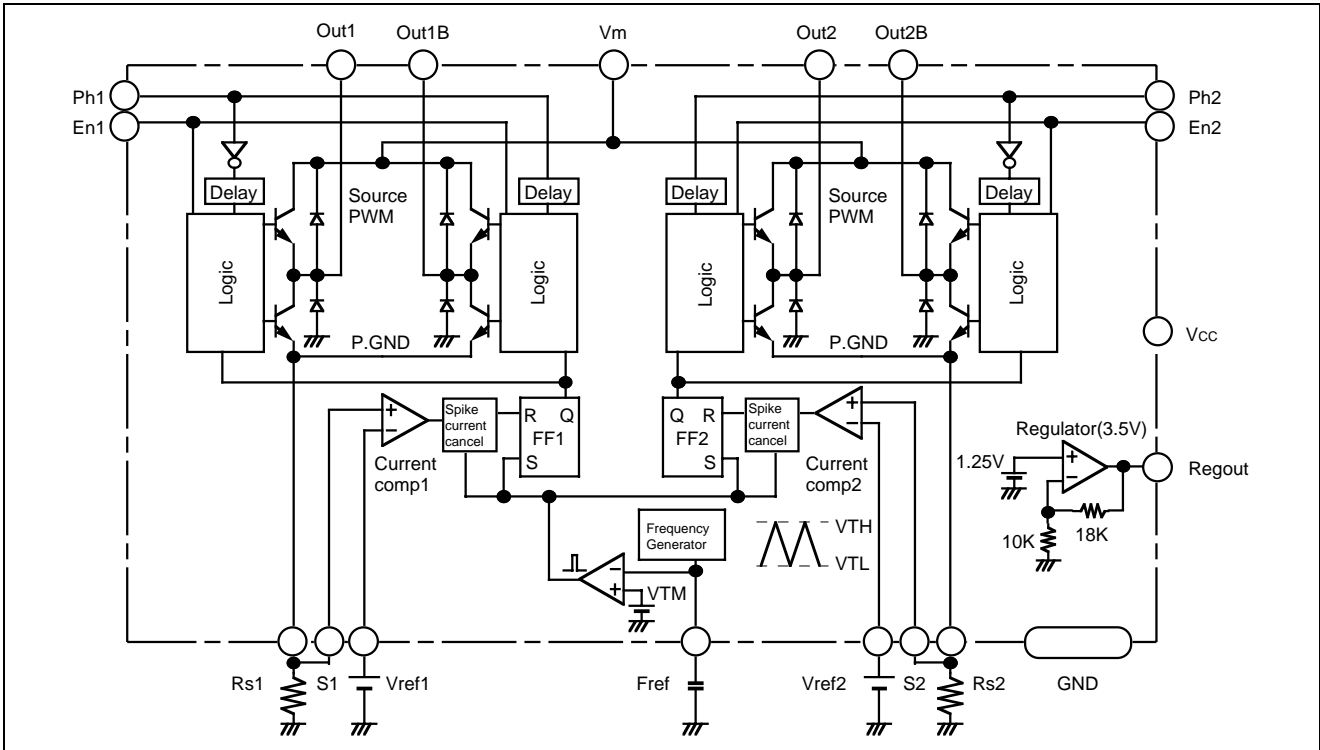 Out1 Out1B Vm Out2 Out2B
Ph1 Ph2
En1 En2
Delay Source PWM Delay Delay Source PWM Delay
Logic Logic Logic Logic
P.GND P.GND
Vcc
+
−
Current comp1
Spike current cancel
R Q
FF1
S
Q R
FF2
S
Spike current cancel
+
−
Current comp2
Regulator(3.5V)
1.25V
+
−
Regout
18K
10K
Frequency Generator
VTH
VTL
−
+
VTM
Rs1 S1 Vref1 Fref Vref2 S2 Rs2 GND